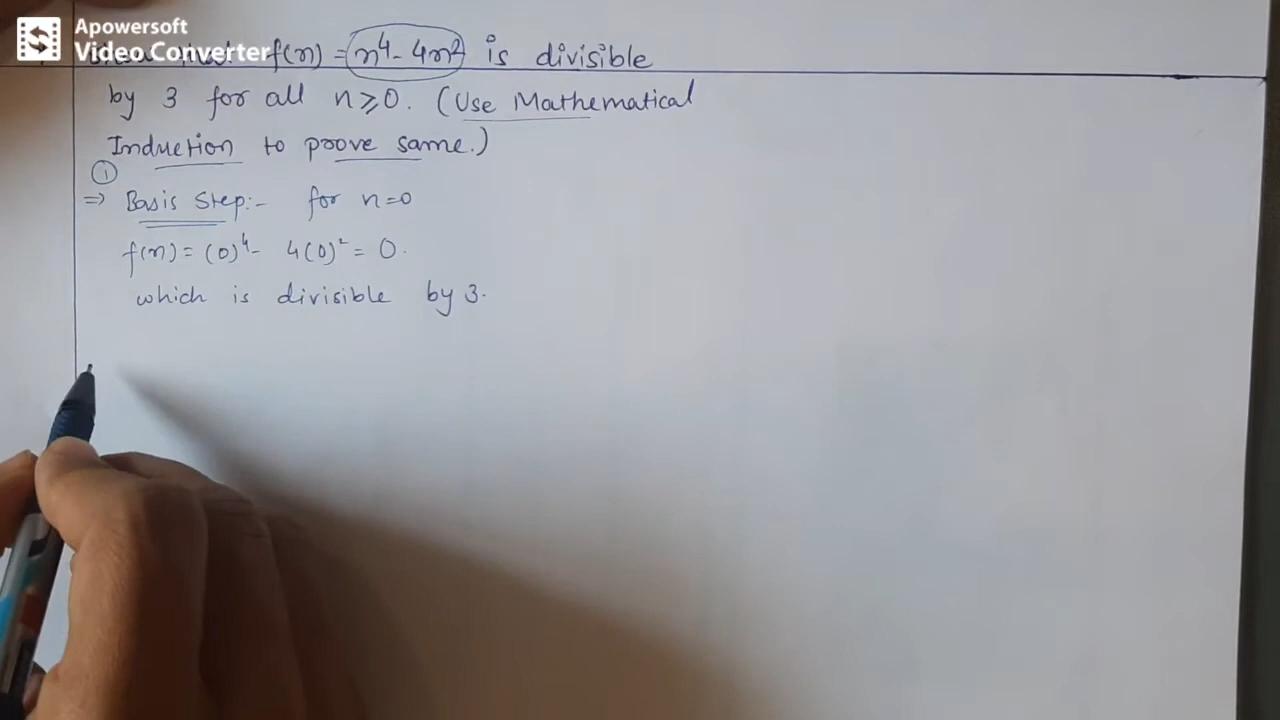 Apowersoft
Video Converter
f(n) = n⁴ - 4n² is divisible
by 3 for all n ≥ 0. (Use Mathematical
Induction to proove same.)
①
⇒ Basis Step:- for n=0
f(n) = (0)⁴ - 4(0)² = 0.
which is divisible by 3.